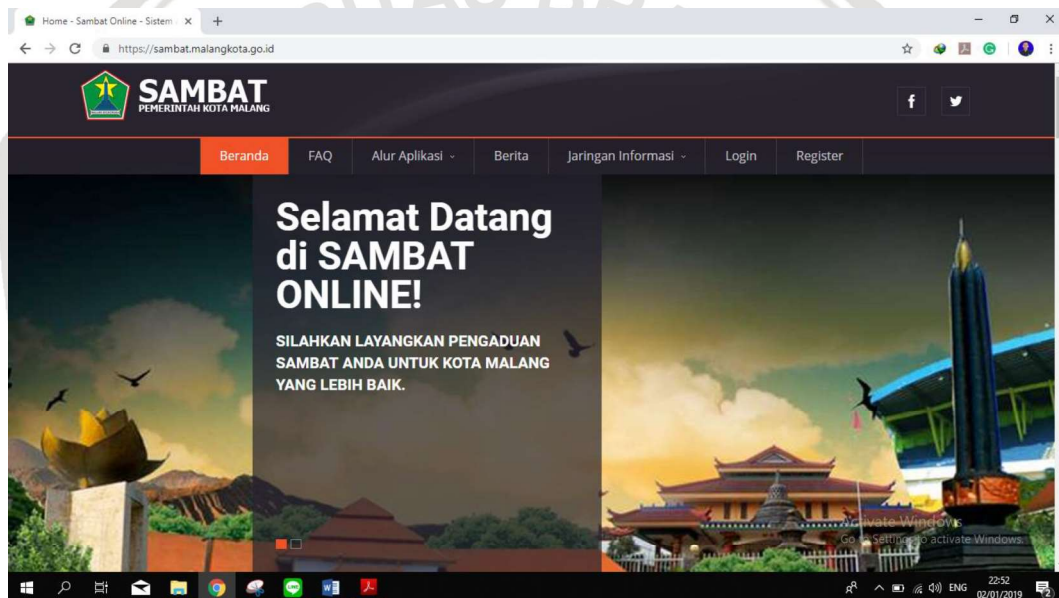 Home - Sambat Online - Sistem
https://sambat.malangkota.go.id
SAMBAT
PEMERINTAH KOTA MALANG
Beranda FAQ Alur Aplikasi Berita Jaringan Informasi Login Register
Selamat Datang
di SAMBAT
ONLINE!
SILAHKAN LAYANGKAN PENGADUAN
SAMBAT ANDA UNTUK KOTA MALANG
YANG LEBIH BAIK.
Activate Windows
Go to Settings to activate Windows.
ENG
22:52
02/01/2019
2